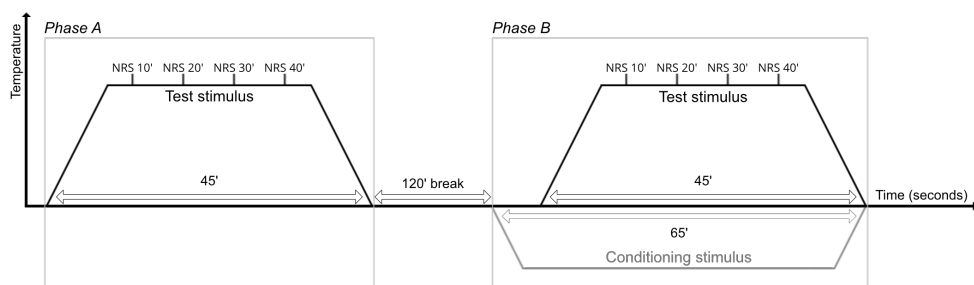 Phase A
Phase B
Temperature
NRS 10' NRS 20' NRS 30' NRS 40'
NRS 10' NRS 20' NRS 30' NRS 40'
Test stimulus
Test stimulus
45'
120' break
45'
Time (seconds)
65'
Conditioning stimulus